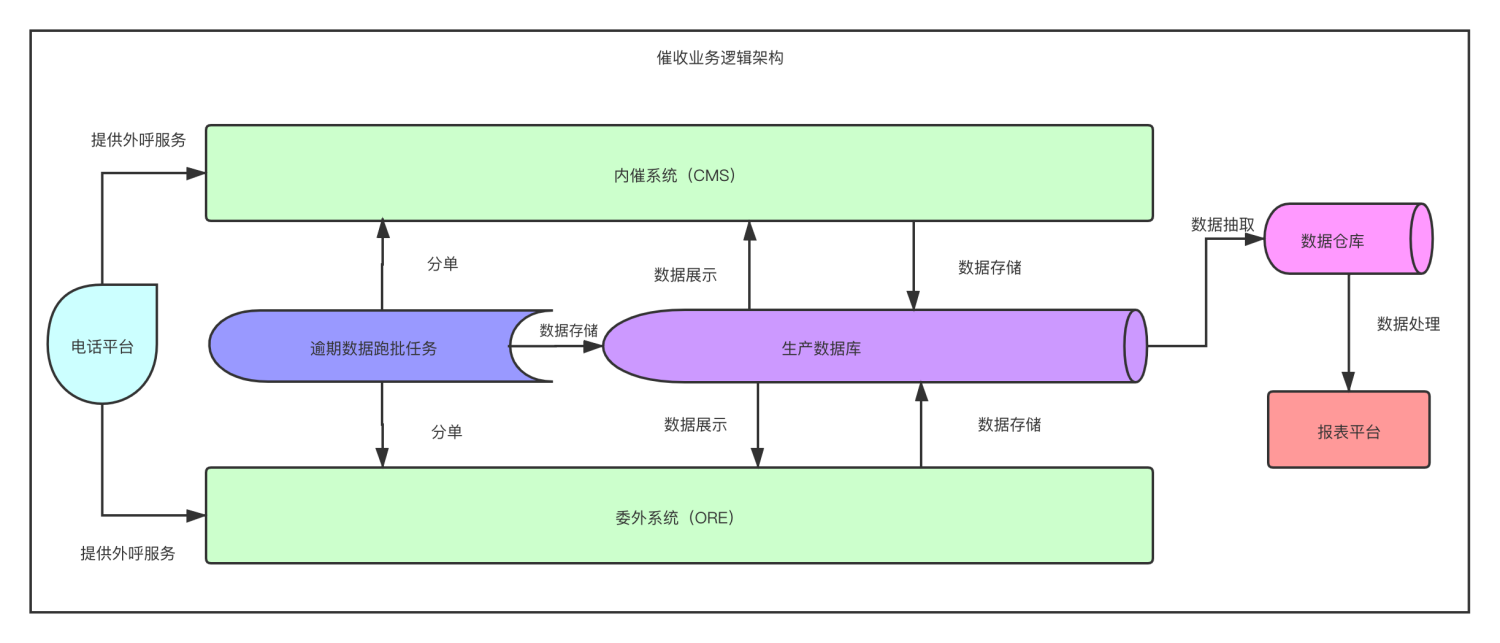 催收业务逻辑架构
提供外呼服务
内催系统（CMS）
数据抽取
数据仓库
分单
数据展示
数据存储
数据处理
电话平台
逾期数据跑批任务
数据存储
生产数据库
分单
数据展示
数据存储
报表平台
委外系统（ORE）
提供外呼服务